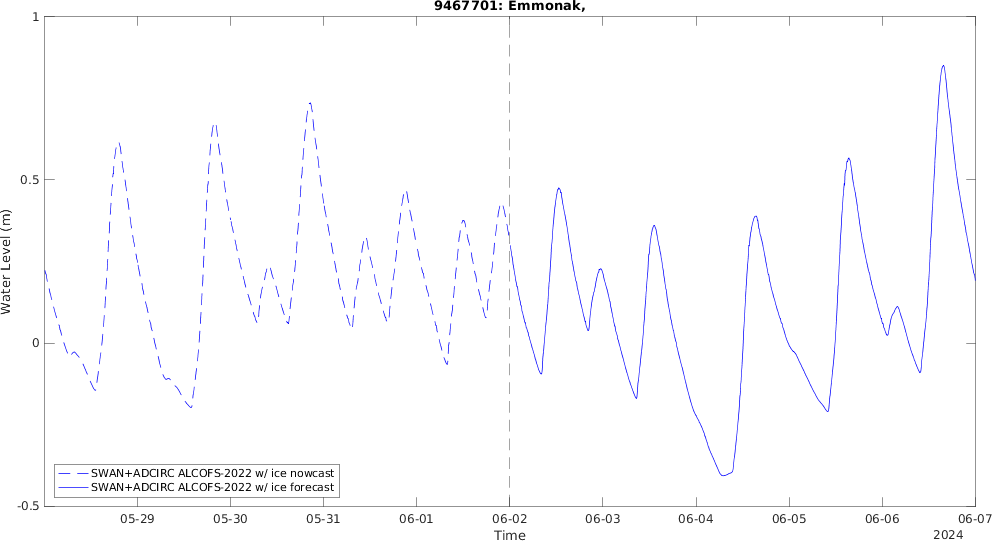 9467701: Emmonak,
1
0.5
0
-0.5
Water Level (m)
SWAN+ADCIRC ALCOFS-2022 w/ ice nowcast
SWAN+ADCIRC ALCOFS-2022 w/ ice forecast
05-29 05-30 05-31 06-01 06-02 06-03 06-04 06-05 06-06 06-07
Time
2024